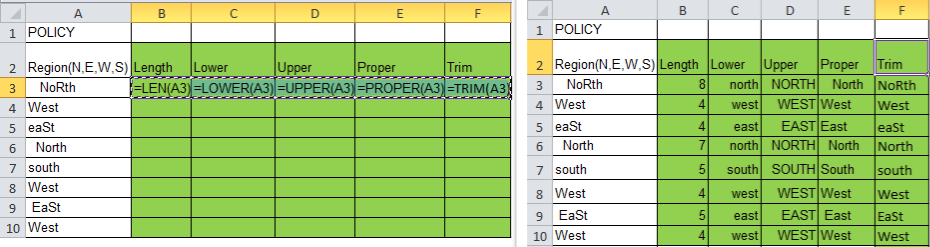 A B C D E F
1 POLICY
2 Region(N,E,W,S) Length Lower Upper Proper Trim
3 NoRth =LEN(A3) =LOWER(A3) =UPPER(A3) =PROPER(A3) =TRIM(A3)
4 West
5 eaSt
6 North
7 south
8 West
9 EaSt
10 West
A B C D E F
1 POLICY
2 Region(N,E,W,S) Length Lower Upper Proper Trim
3 NoRth 8 north NORTH North NoRth
4 West 4 west WEST West West
5 eaSt 4 east EAST East eaSt
6 North 7 north NORTH North North
7 south 5 south SOUTH South south
8 West 4 west WEST West West
9 EaSt 5 east EAST East EaSt
10 West 4 west WEST West West